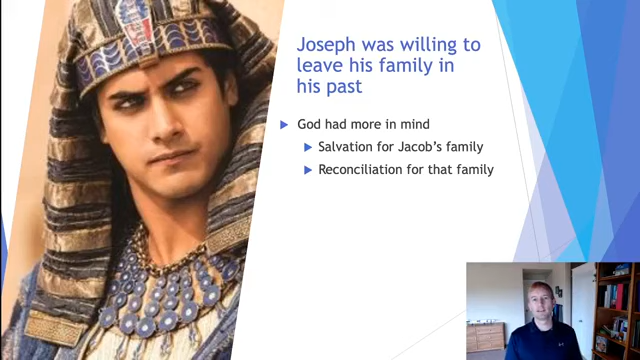 Joseph was willing to
leave his family in
his past
God had more in mind
Salvation for Jacob's family
Reconciliation for that family